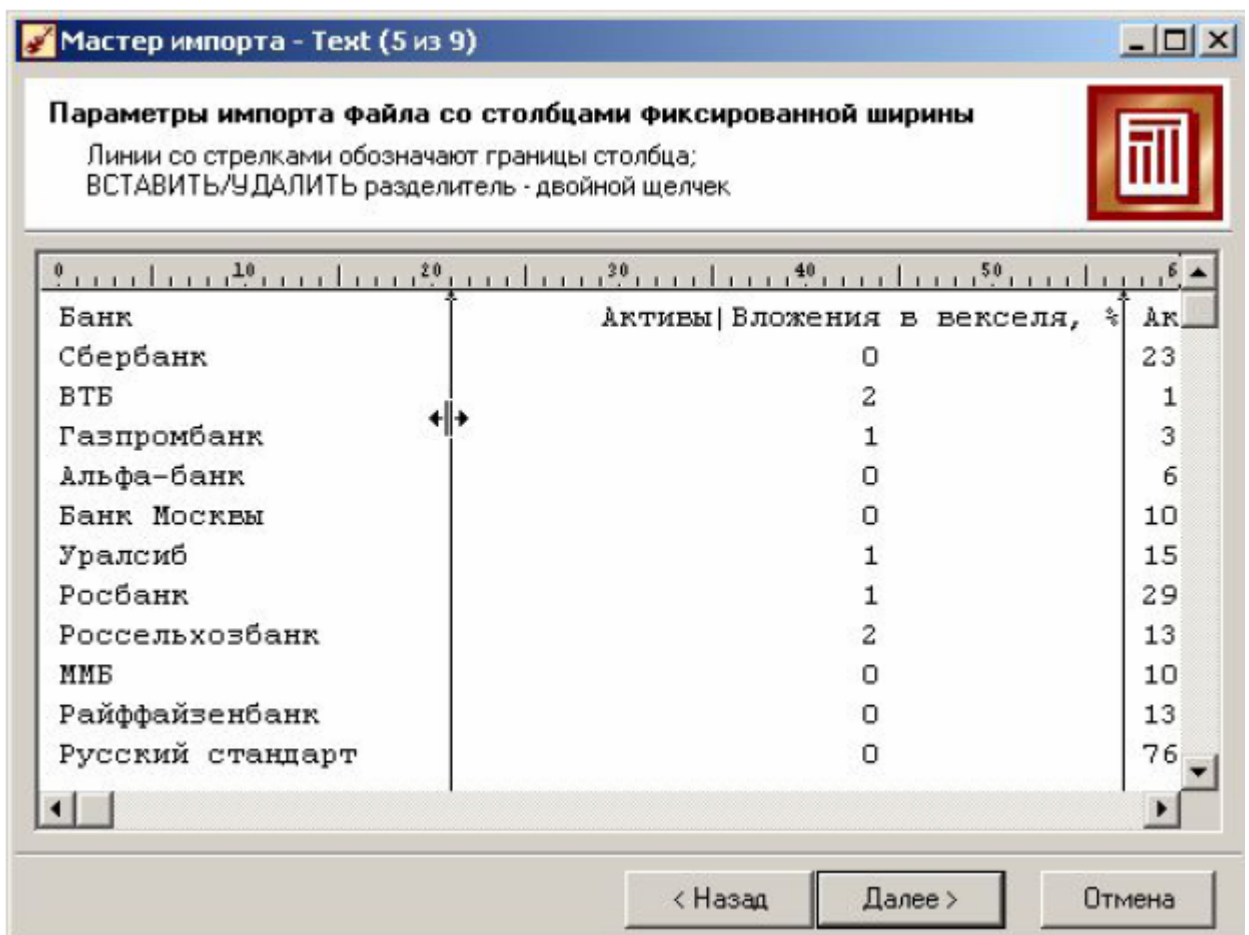 Мастер импорта - Text (5 из 9)
Параметры импорта файла со столбцами фиксированной ширины
Линии со стрелками обозначают границы столбца;
ВСТАВИТЬ/УДАЛИТЬ разделитель - двойной щелчек
0 10 20 30 40 50 6
Банк Активы|Вложения в векселя, % Ак
Сбербанк 0 23
ВТБ 2 1
Газпромбанк 1 3
Альфа-банк 0 6
Банк Москвы 0 10
Уралсиб 1 15
Росбанк 1 29
Россельхозбанк 2 13
ММБ 0 10
Райффайзенбанк 0 13
Русский стандарт 0 76
< Назад Далее > Отмена